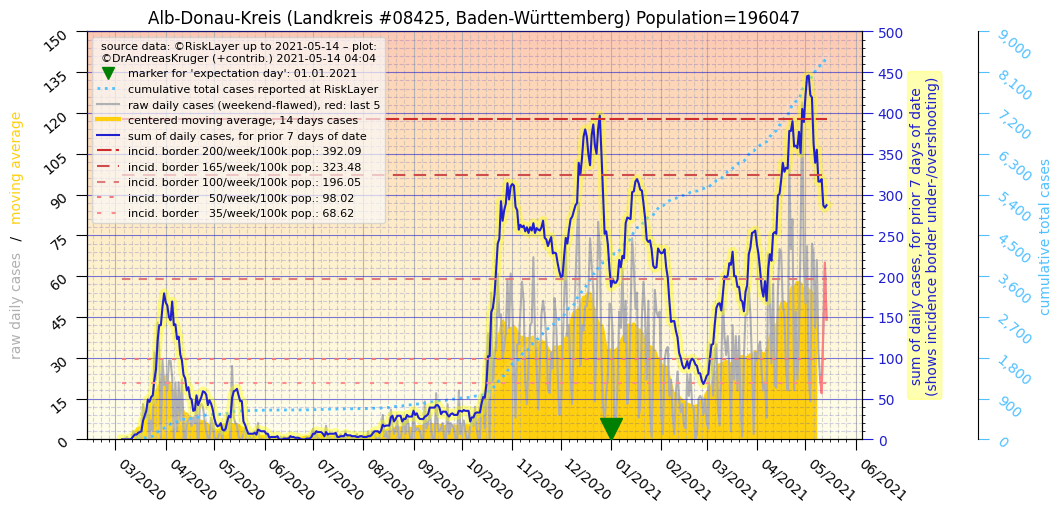 Alb-Donau-Kreis (Landkreis #08425, Baden-Württemberg) Population=196047
source data: ©RiskLayer up to 2021-05-14 – plot:
©DrAndreasKruger (+contrib.) 2021-05-14 04:04
marker for 'expectation day': 01.01.2021
cumulative total cases reported at RiskLayer
raw daily cases (weekend-flawed), red: last 5
centered moving average, 14 days cases
sum of daily cases, for prior 7 days of date
incid. border 200/week/100k pop.: 392.09
incid. border 165/week/100k pop.: 323.48
incid. border 100/week/100k pop.: 196.05
incid. border   50/week/100k pop.: 98.02
incid. border   35/week/100k pop.: 68.62
raw daily cases / moving average
150
135
120
105
90
75
60
45
30
15
0
500
450
400
350
300
250
200
150
100
50
0
sum of daily cases, for prior 7 days of date
(shows incidence border under-/overshooting)
9,000
8,100
7,200
6,300
5,400
4,500
3,600
2,700
1,800
900
0
cumulative total cases
03/2020
04/2020
05/2020
06/2020
07/2020
08/2020
09/2020
10/2020
11/2020
12/2020
01/2021
02/2021
03/2021
04/2021
05/2021
06/2021